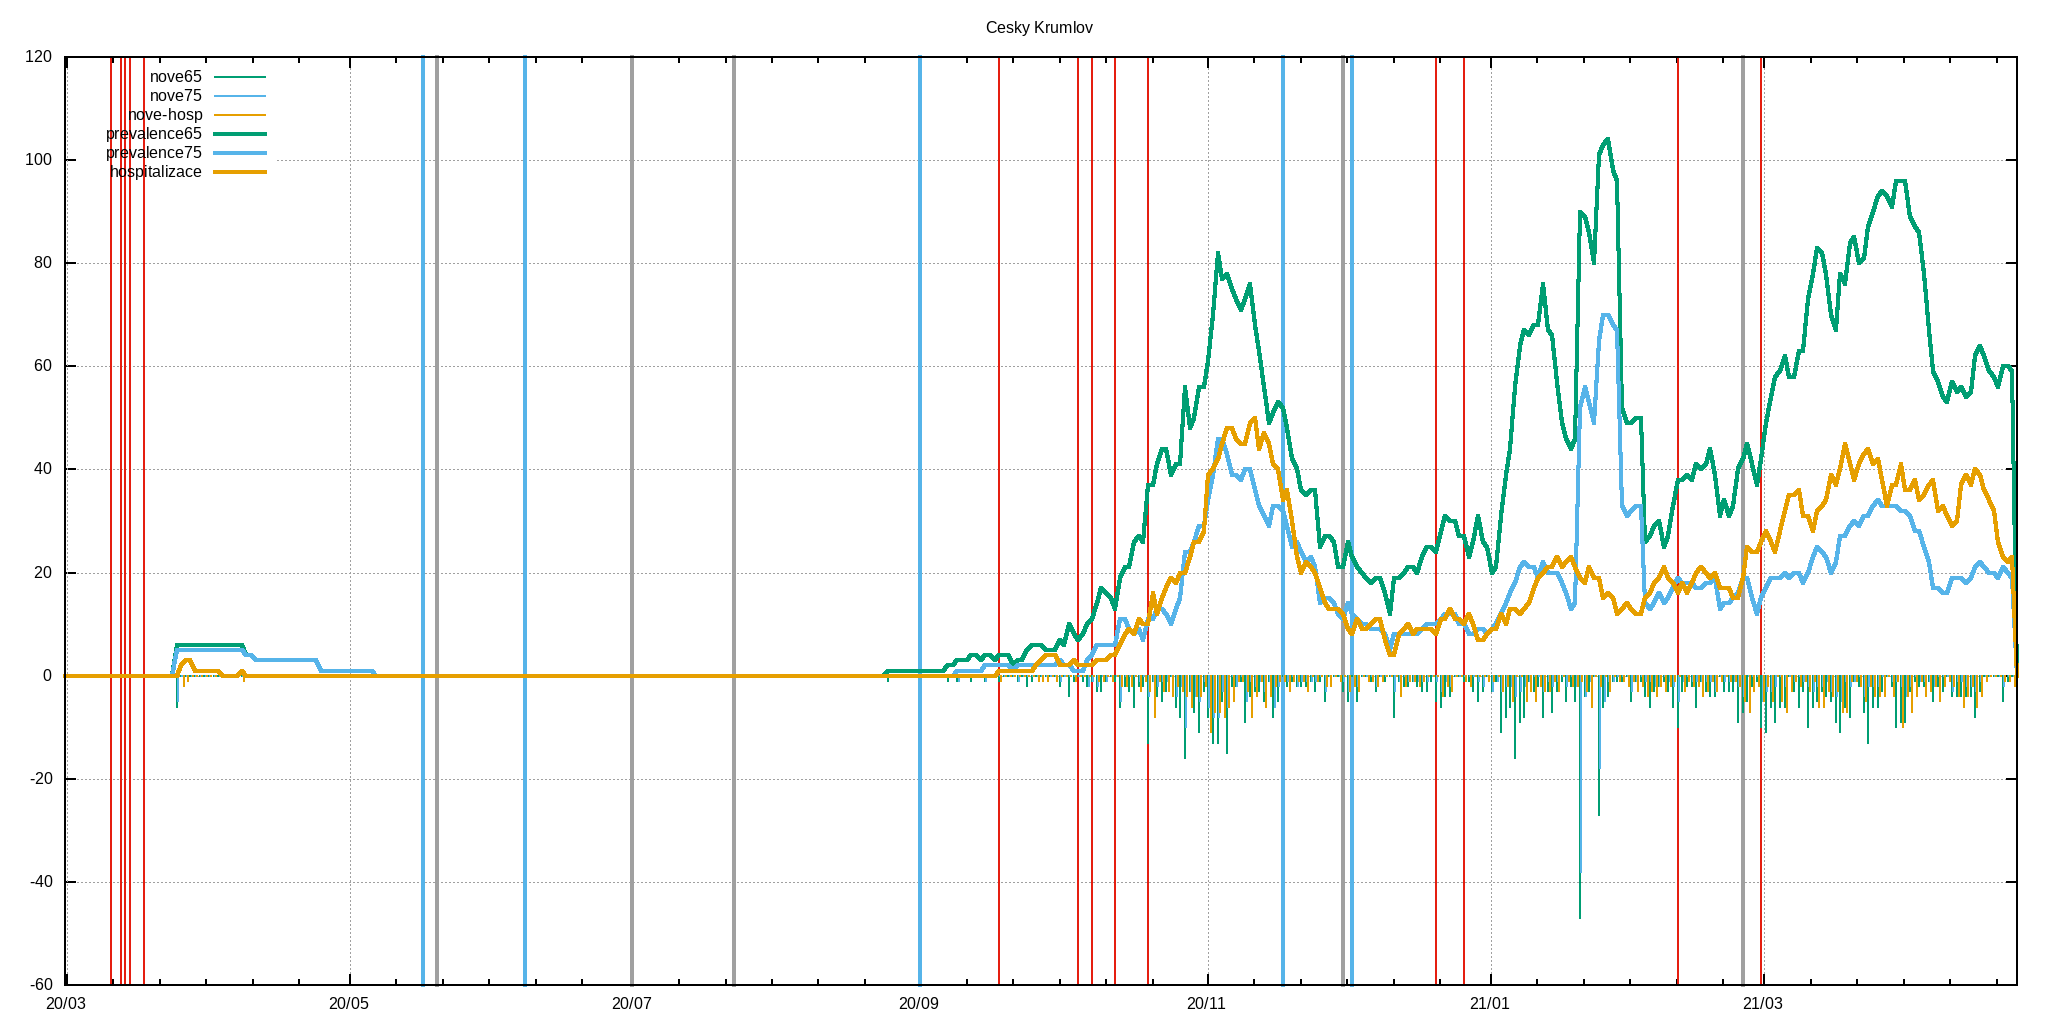 Cesky Krumlov
120
100
80
60
40
20
0
-20
-40
-60
nove65
nove75
nove-hosp
prevalence65
prevalence75
hospitalizace
20/03 20/05 20/07 20/09 20/11 21/01 21/03